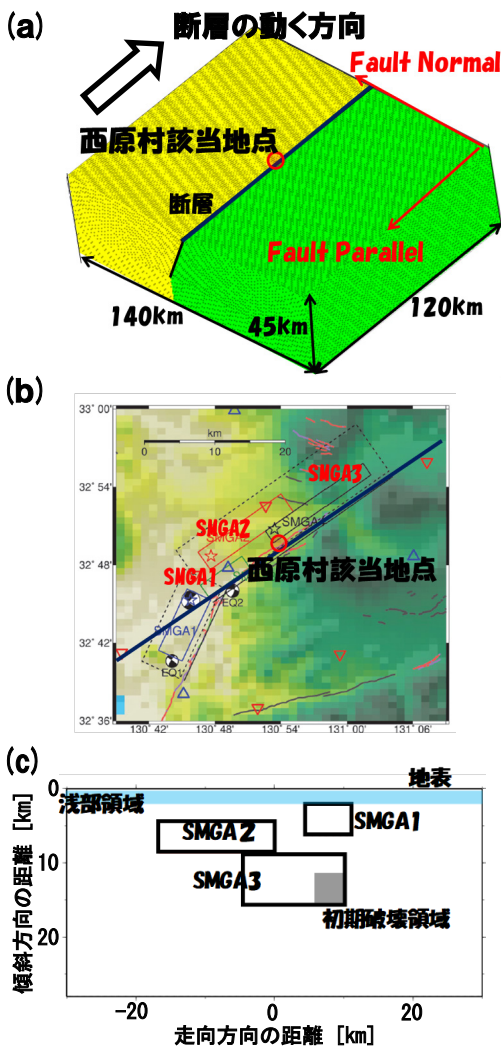 (a)
断層の動く方向
Fault Normal
西原村該当地点
断層
Fault Parallel
140km
45km
120km
(b)
33 00'
km
0 10 20
SMGA3
32 54'
SMGA2
32 48'
SMGA1
西原村該当地点
EQ2
SMGA1
32 42'
EQ1
32 36'
130 42' 130 48' 130 54' 131 00' 131 06'
(c)
地表
0
浅部領域
SMGA1
SMGA2
10
SMGA3
初期破壊領域
20
傾斜方向の距離 [km]
-20 0 20
走向方向の距離 [km]